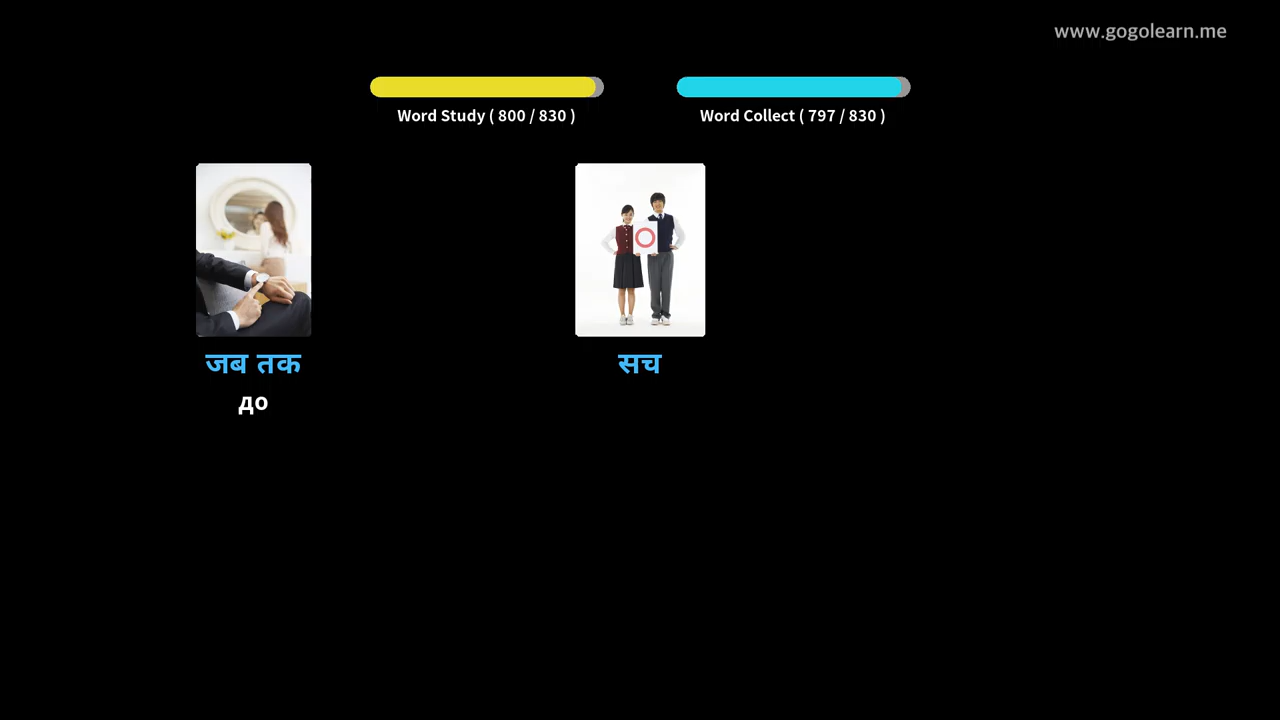 www.gogolearn.me
Word Study ( 800 / 830 )
Word Collect ( 797 / 830 )
जब तक
до
सच